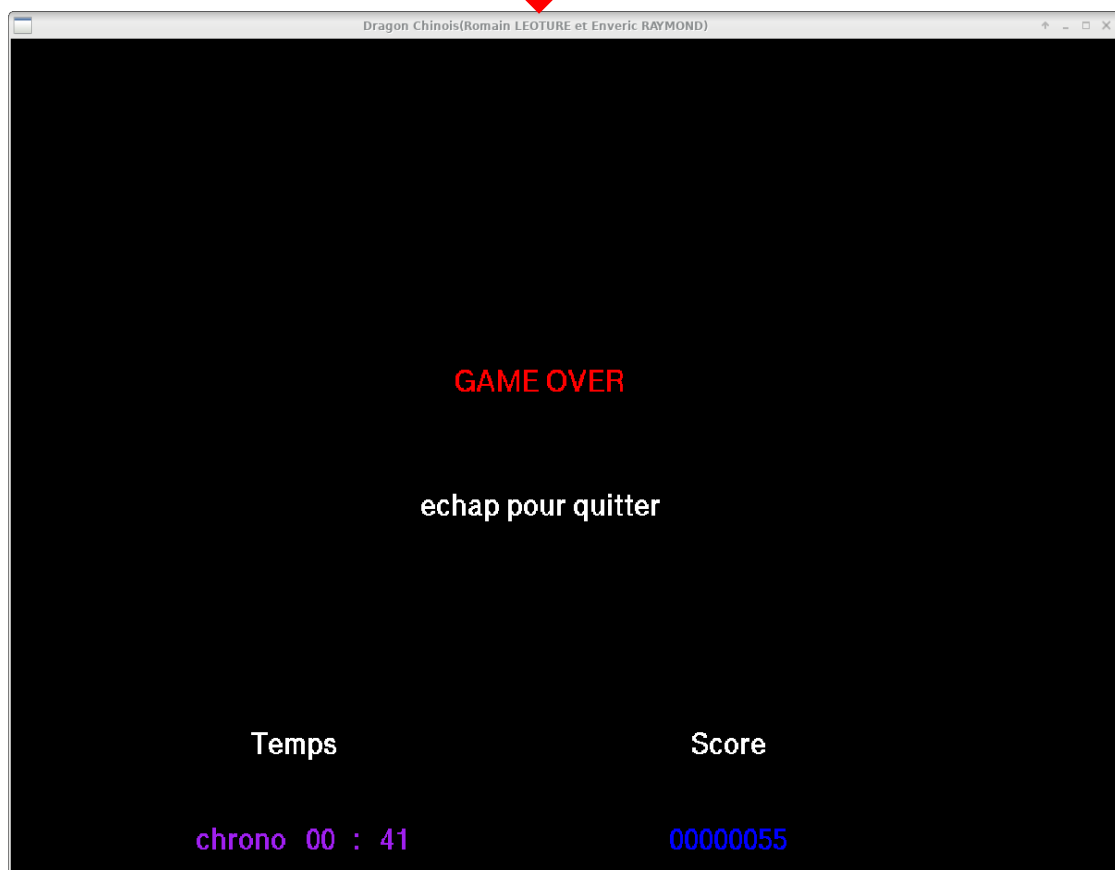 Dragon Chinois(Romain LEOTURE et Enveric RAYMOND)
GAME OVER
echap pour quitter
Temps Score
chrono 00 : 41 00000055